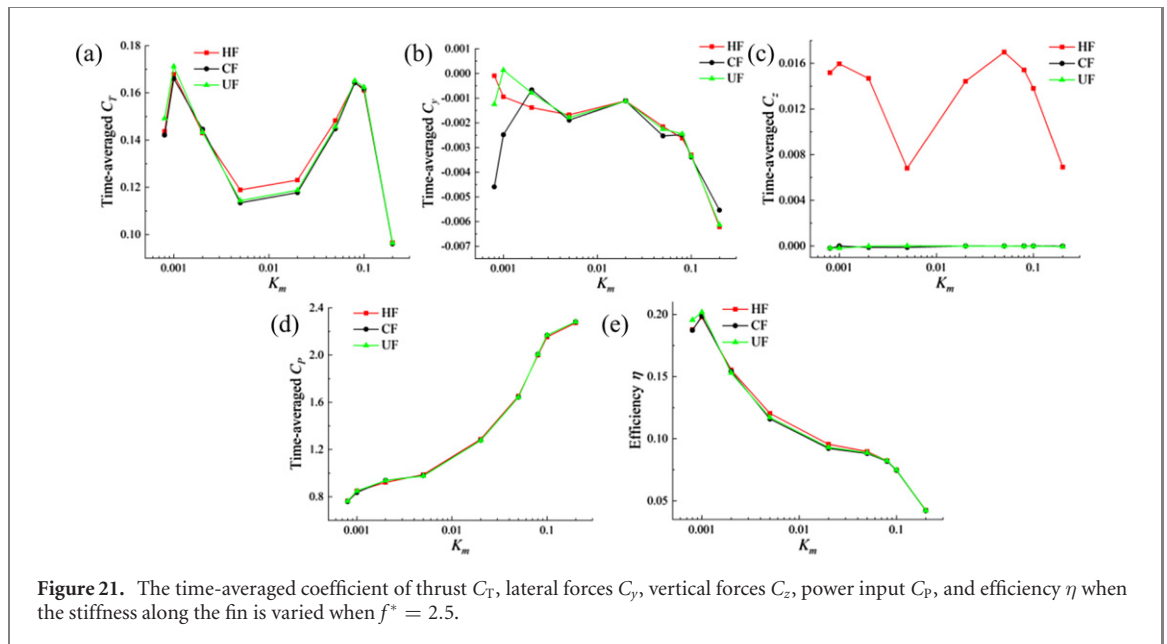 (a)
0.18
0.16
0.14
0.12
0.10
Time-averaged C_T
HF
CF
UF
0.001
0.01
0.1
K_m
(b)
0.001
0.000
-0.001
-0.002
-0.003
-0.004
-0.005
-0.006
-0.007
Time-averaged C_y
HF
CF
UF
0.001
0.01
0.1
K_m
(c)
0.016
0.012
0.008
0.004
0.000
Time-averaged C_z
HF
CF
UF
0.001
0.01
0.1
K_m
(d)
2.4
2.0
1.6
1.2
0.8
Time-averaged C_P
HF
CF
UF
0.001
0.01
0.1
K_m
(e)
0.20
0.15
0.10
0.05
Efficiency η
HF
CF
UF
0.001
0.01
0.1
K_m
Figure 21. The time-averaged coefficient of thrust C_T, lateral forces C_y, vertical forces C_z, power input C_P, and efficiency η when
the stiffness along the fin is varied when f* = 2.5.